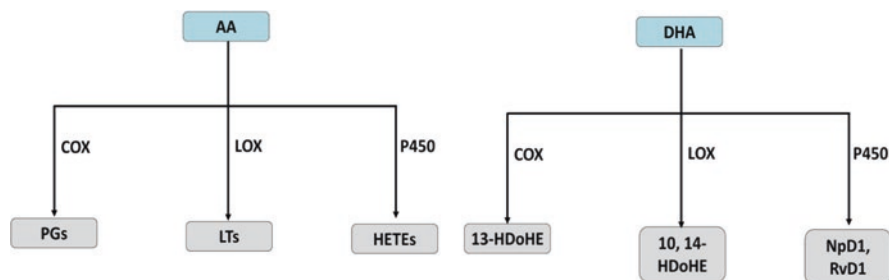 AA
COX
LOX
P450
PGs
LTs
HETEs
DHA
COX
LOX
P450
13-HDoHE
10, 14-
HDoHE
NpD1,
RvD1